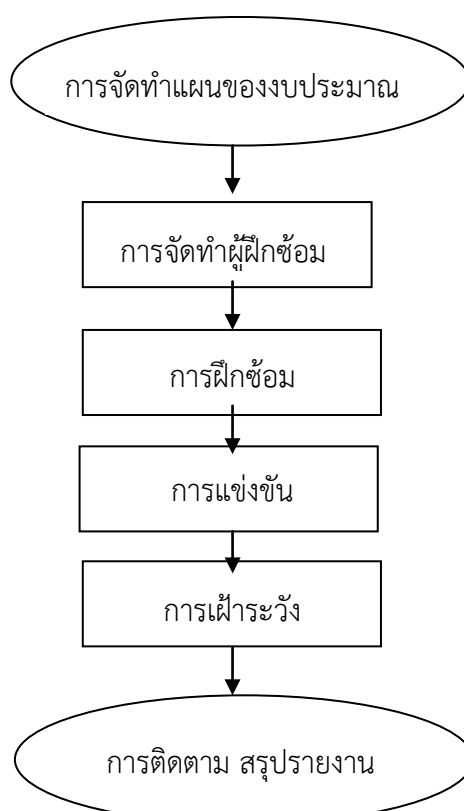 การจัดทำแผนของงบประมาณ
การจัดทำผู้ฝึกซ้อม
การฝึกซ้อม
การแข่งขัน
การเฝ้าระวัง
การติดตาม สรุปรายงาน